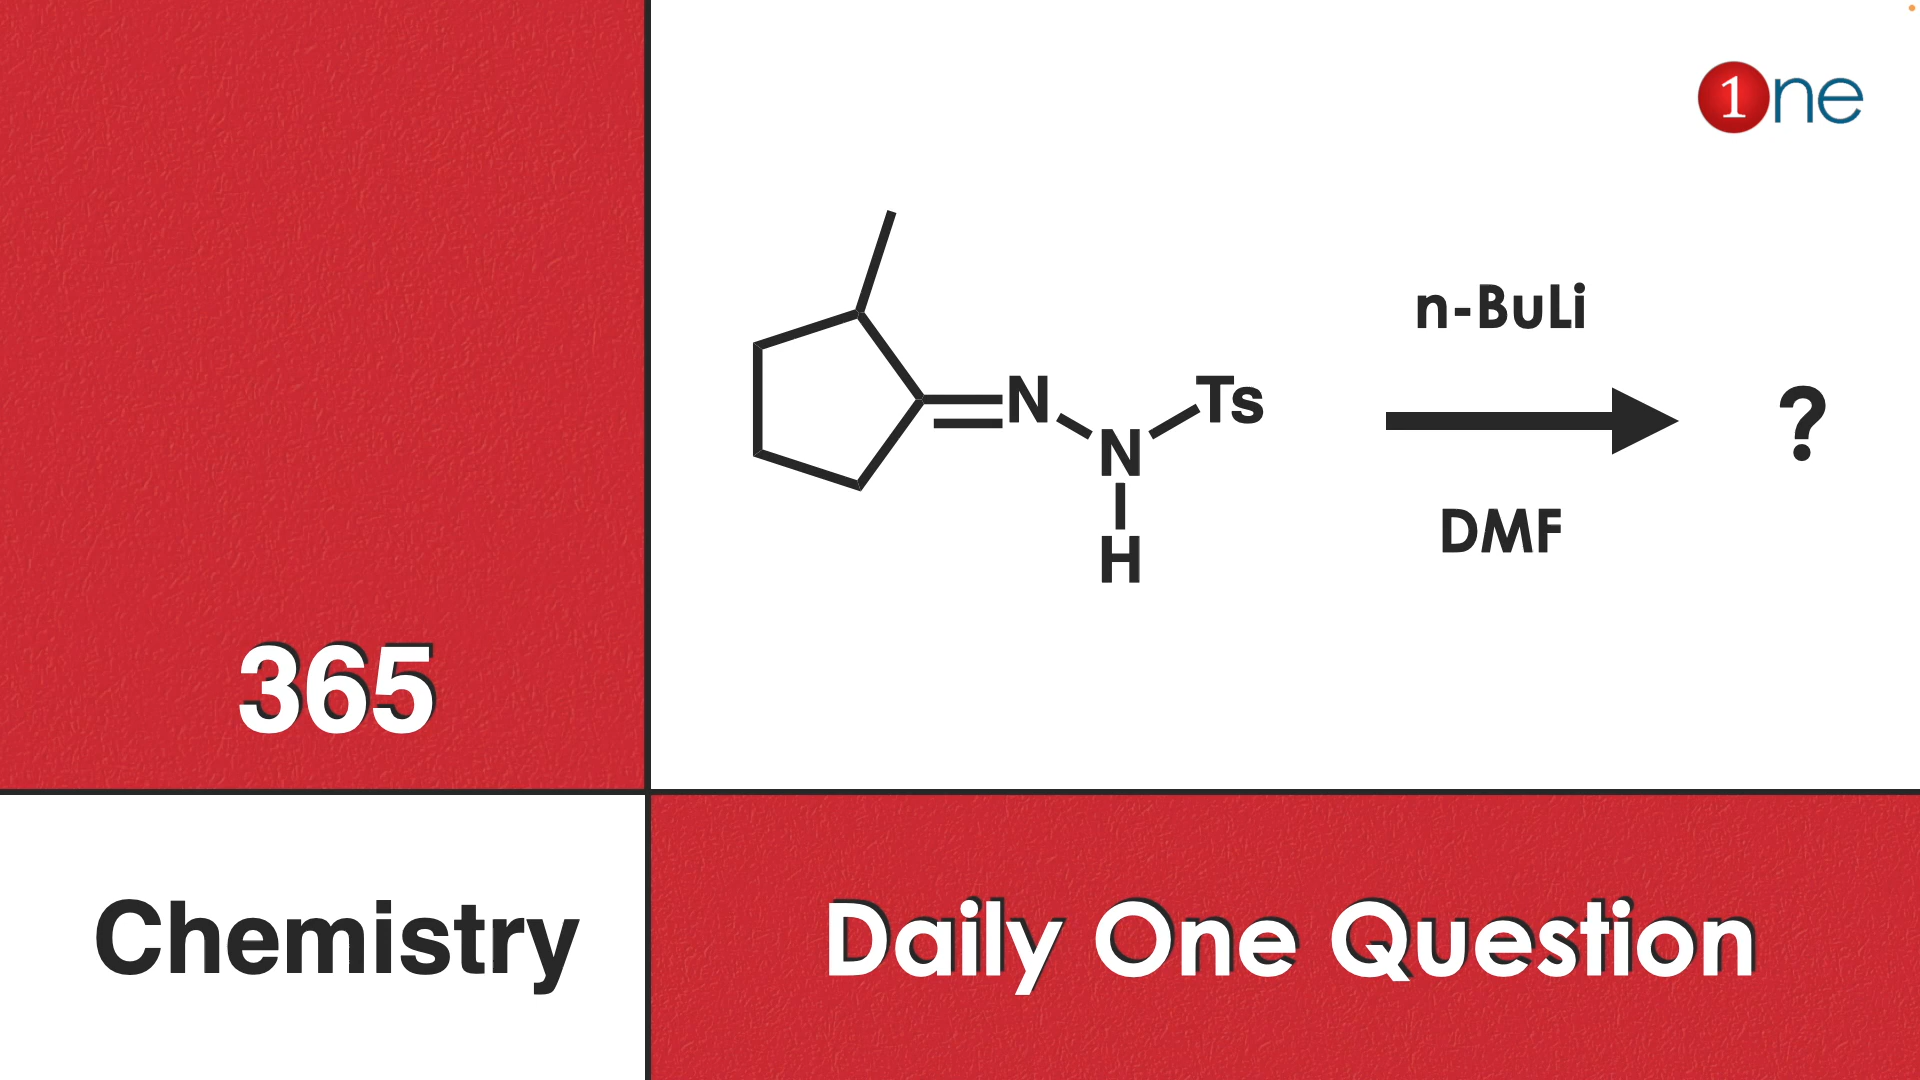 1ne
n-BuLi
N
Ts
N
?
DMF
H
365
Chemistry
Daily One Question